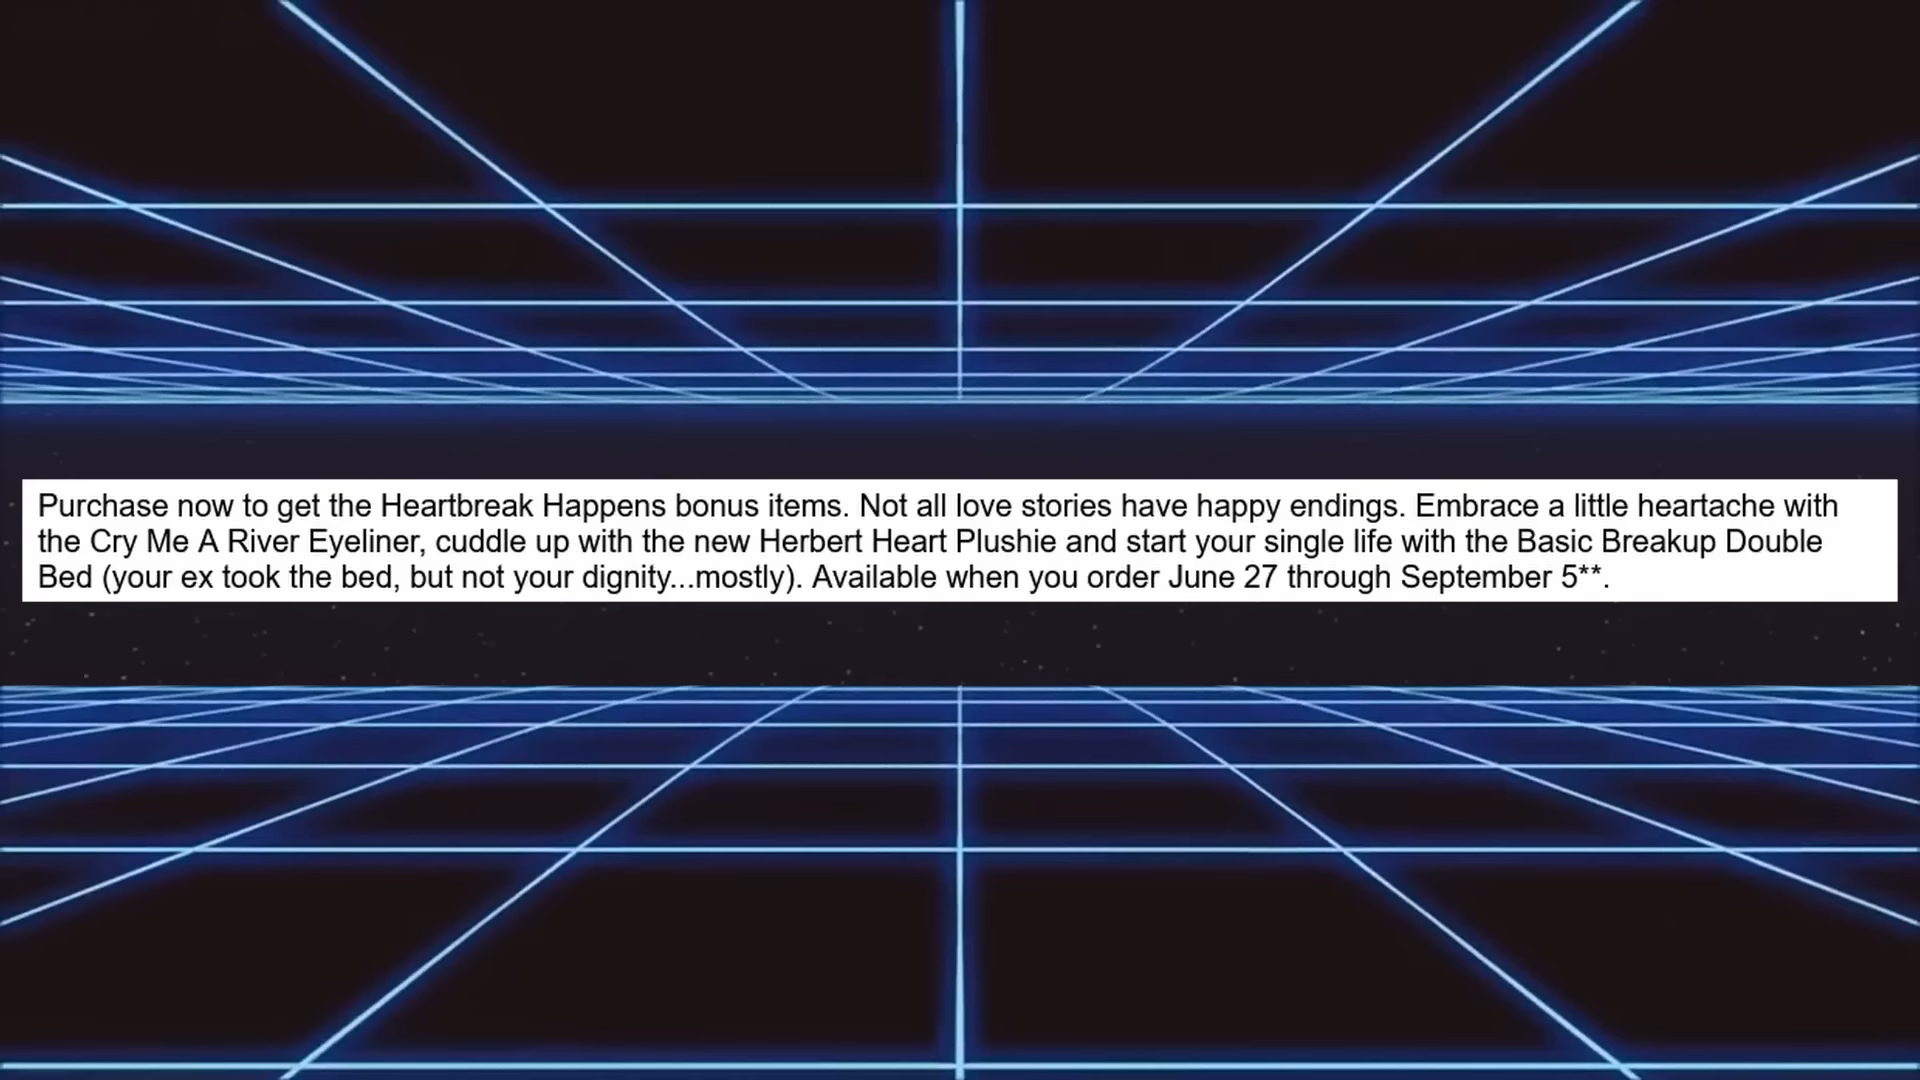 Purchase now to get the Heartbreak Happens bonus items. Not all love stories have happy endings. Embrace a little heartache with
the Cry Me A River Eyeliner, cuddle up with the new Herbert Heart Plushie and start your single life with the Basic Breakup Double
Bed (your ex took the bed, but not your dignity...mostly). Available when you order June 27 through September 5**.